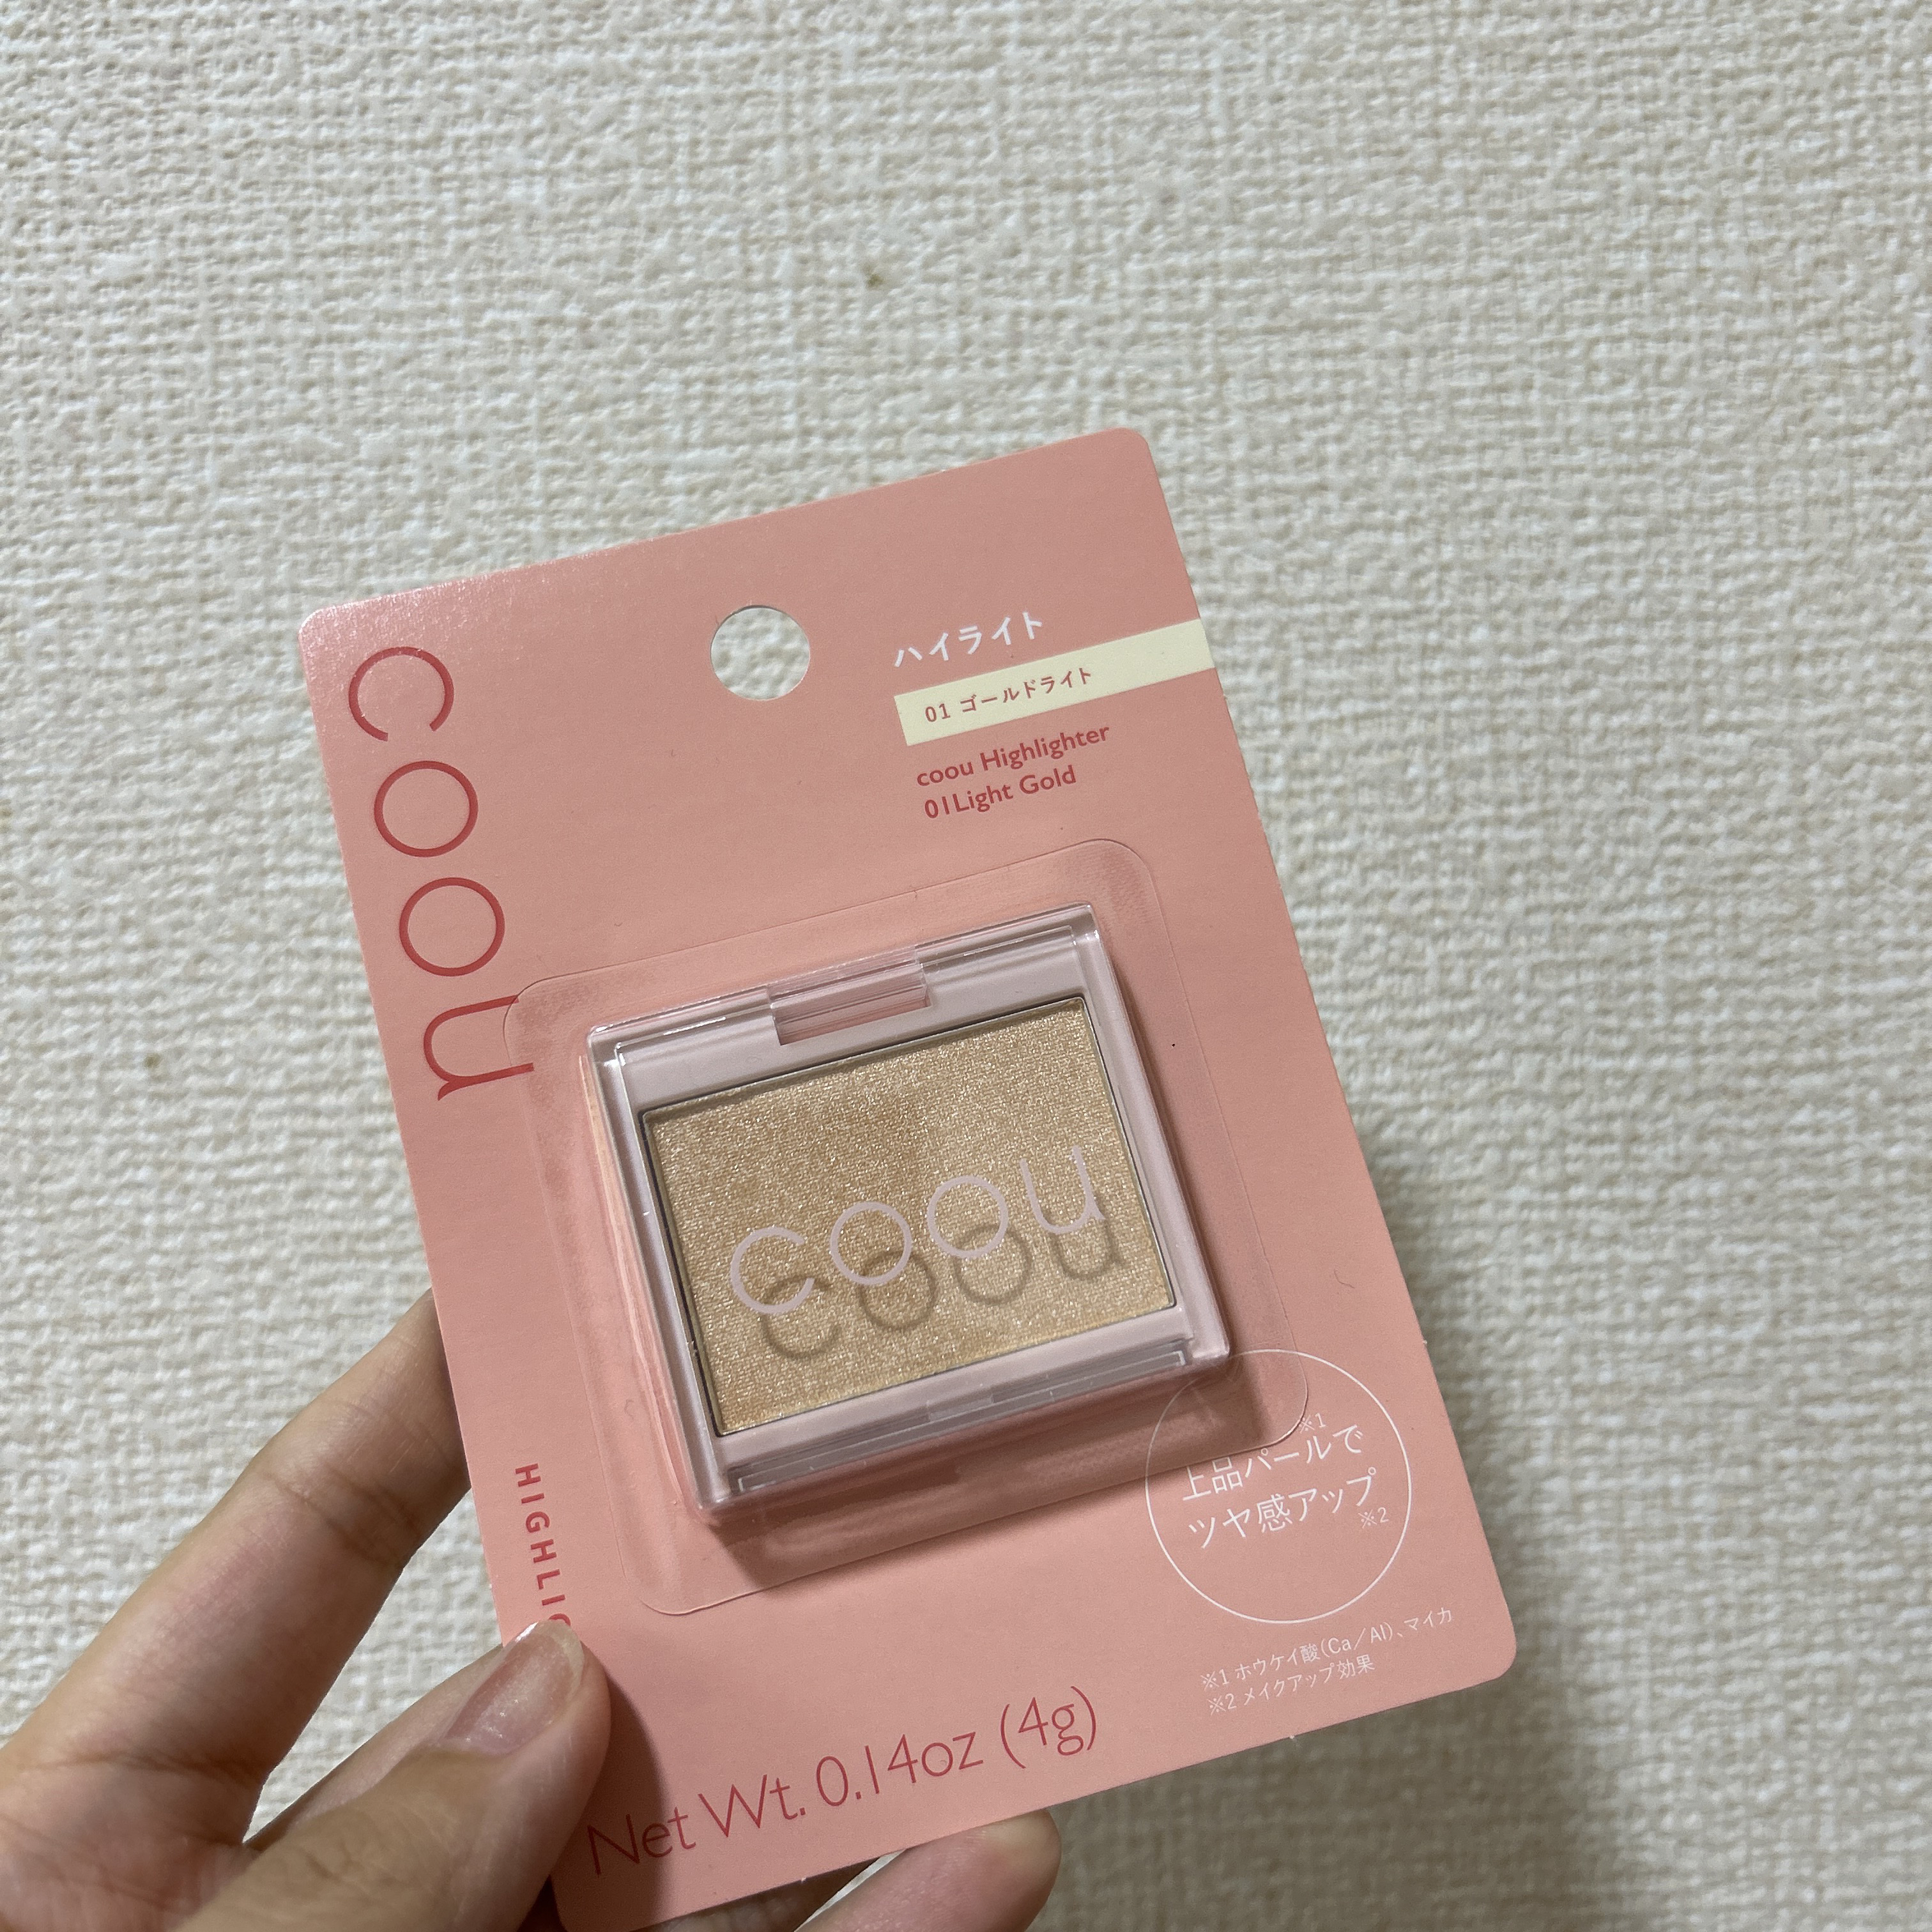 coou
ハイライト
01 ゴールドライト
coou Highlighter
01Light Gold
coou
※1
上品パールで
ツヤ感アップ
※2
※1 ホウケイ酸(Ca/Al)、マイカ
※2 メイクアップ効果
Net Wt. 0.14oz (4g)